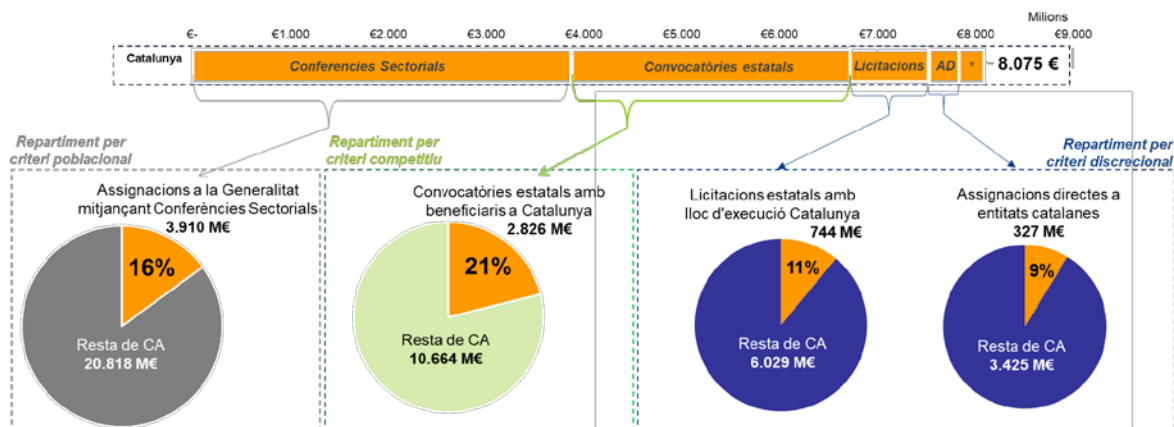 Milions
€- €1.000 €2.000 €3.000 €4.000 €5.000 €6.000 €7.000 €8.000 €9.000
Catalunya Conferencies Sectorials Convocatòries estatals Licitacions AD * 8.075 €
Repartiment per
criteri poblacional
Assignacions a la Generalitat
mitjançant Conferències Sectorials
3.910 M€
16%
Resta de CA
20.818 M€
Repartiment per
criteri competitiu
Convocatòries estatals amb
beneficiaris a Catalunya
2.826 M€
21%
Resta de CA
10.664 M€
Repartiment per
criteri discrecional
Licitacions estatals amb
lloc d'execució Catalunya
744 M€
11%
Resta de CA
6.029 M€
Assignacions directes a
entitats catalanes
327 M€
9%
Resta de CA
3.425 M€